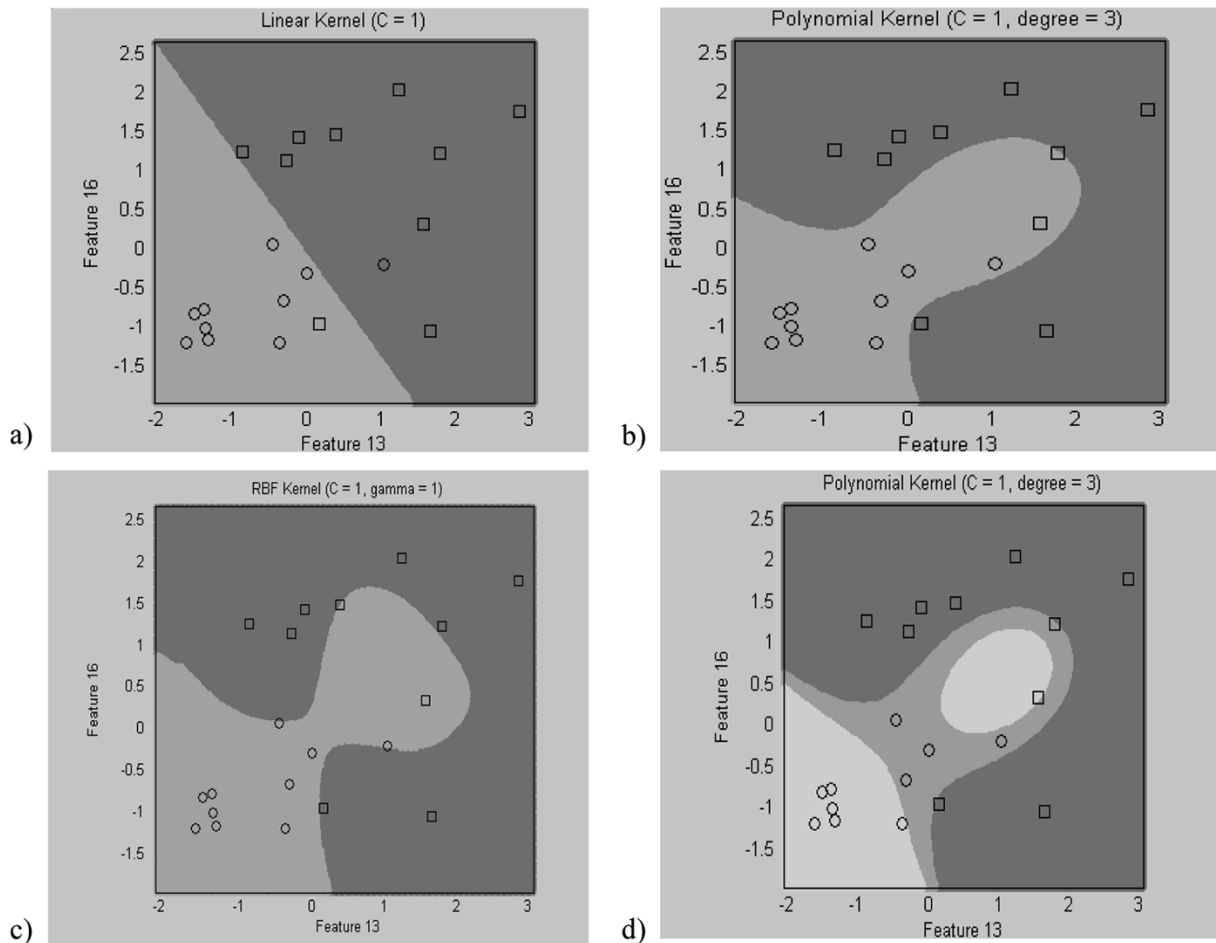 Linear Kernel (C = 1)
2.5
2
1.5
1
0.5
0
-0.5
-1
-1.5
Feature 16
-2 -1 0 1 2 3
Feature 13
a)
Polynomial Kernel (C = 1, degree = 3)
2.5
2
1.5
1
0.5
0
-0.5
-1
-1.5
Feature 16
-2 -1 0 1 2 3
Feature 13
b)
RBF Kernel (C = 1, gamma = 1)
2.5
2
1.5
1
0.5
0
-0.5
-1
-1.5
Feature 16
-2 -1 0 1 2 3
Feature 13
c)
Polynomial Kernel (C = 1, degree = 3)
2.5
2
1.5
1
0.5
0
-0.5
-1
-1.5
Feature 16
-2 -1 0 1 2 3
Feature 13
d)